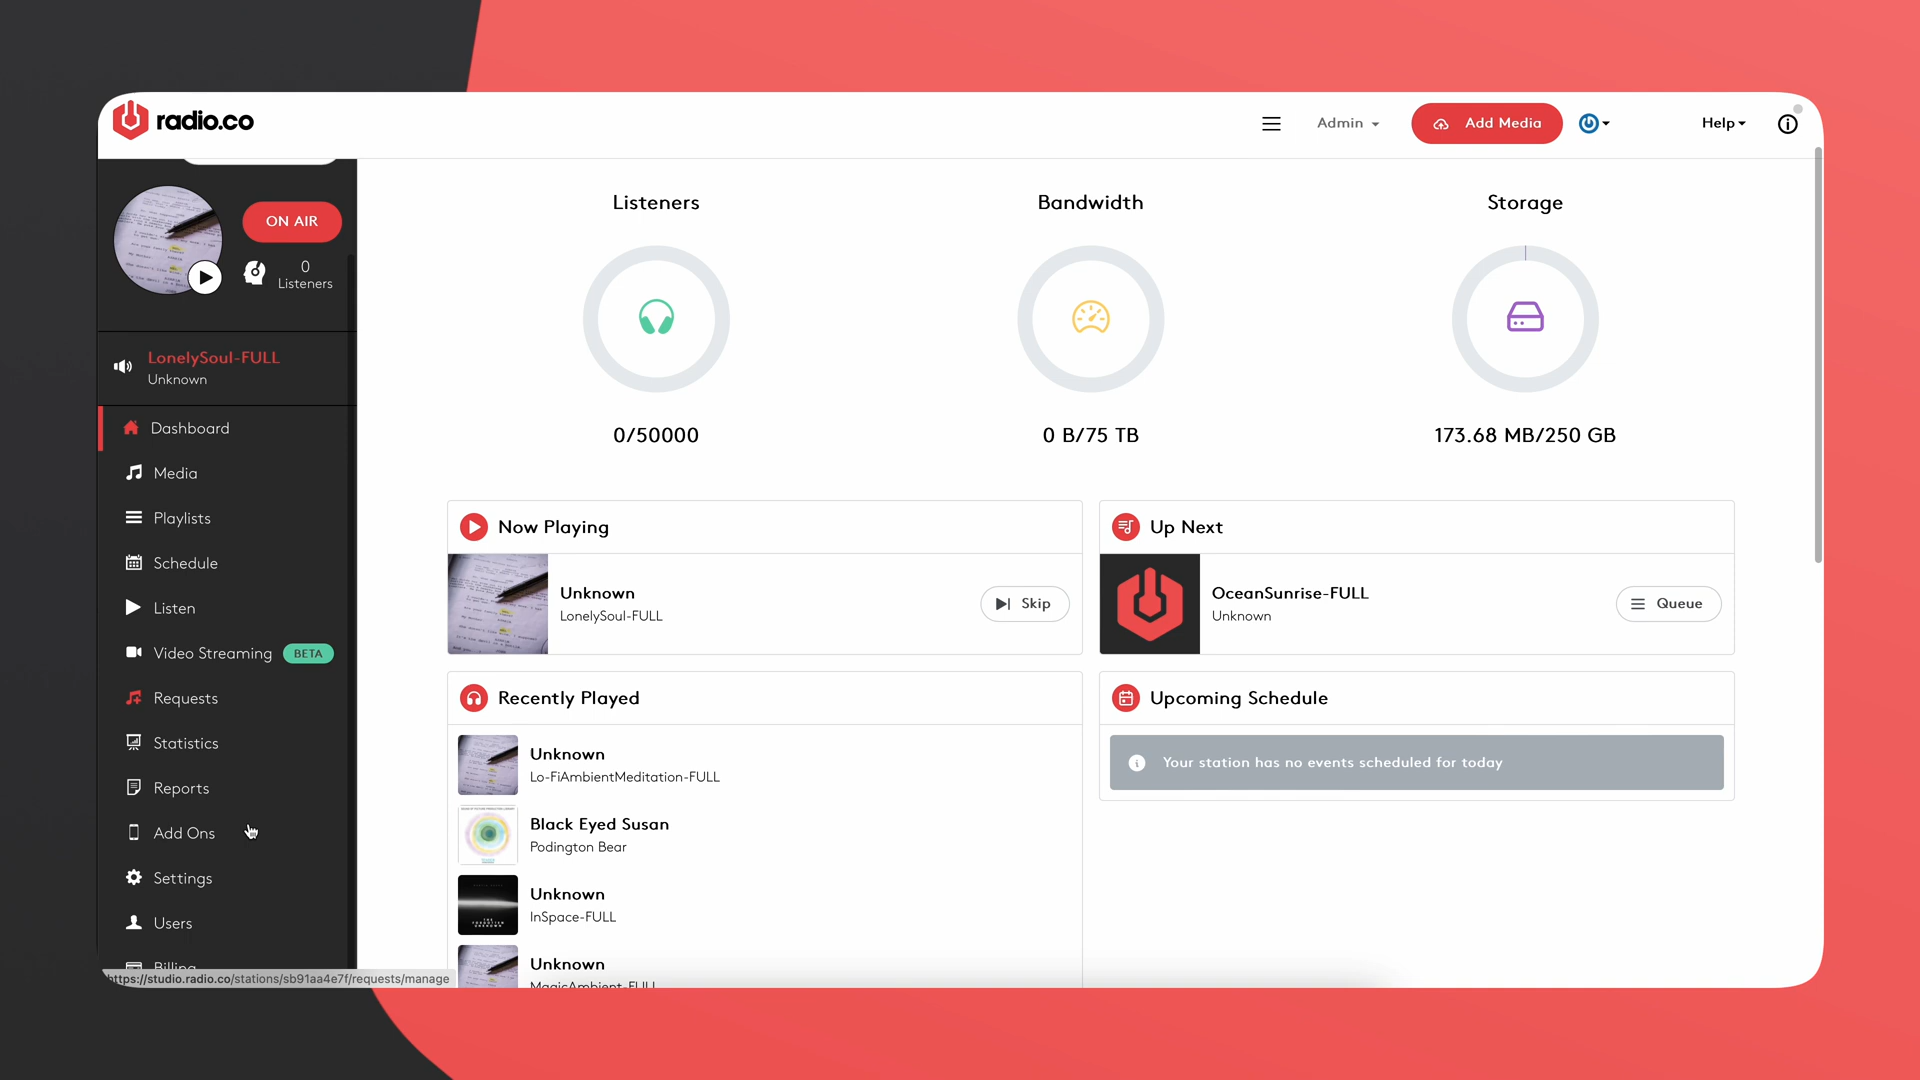 radio.co
Admin
Add Media
Help
ON AIR
0
Listeners
LonelySoul-FULL
Unknown
Dashboard
Media
Playlists
Schedule
Listen
Video Streaming BETA
Requests
Statistics
Reports
Add Ons
Settings
Users
Billing
https://studio.radio.co/stations/sb91aa4e7f/requests/manage
Listeners
0/50000
Bandwidth
0 B/75 TB
Storage
173.68 MB/250 GB
Now Playing
Unknown
LonelySoul-FULL
Skip
Up Next
OceanSunrise-FULL
Unknown
Queue
Recently Played
Unknown
Lo-FiAmbientMeditation-FULL
Black Eyed Susan
Podington Bear
Unknown
InSpace-FULL
Unknown
MagicAmbient-FULL
Upcoming Schedule
Your station has no events scheduled for today